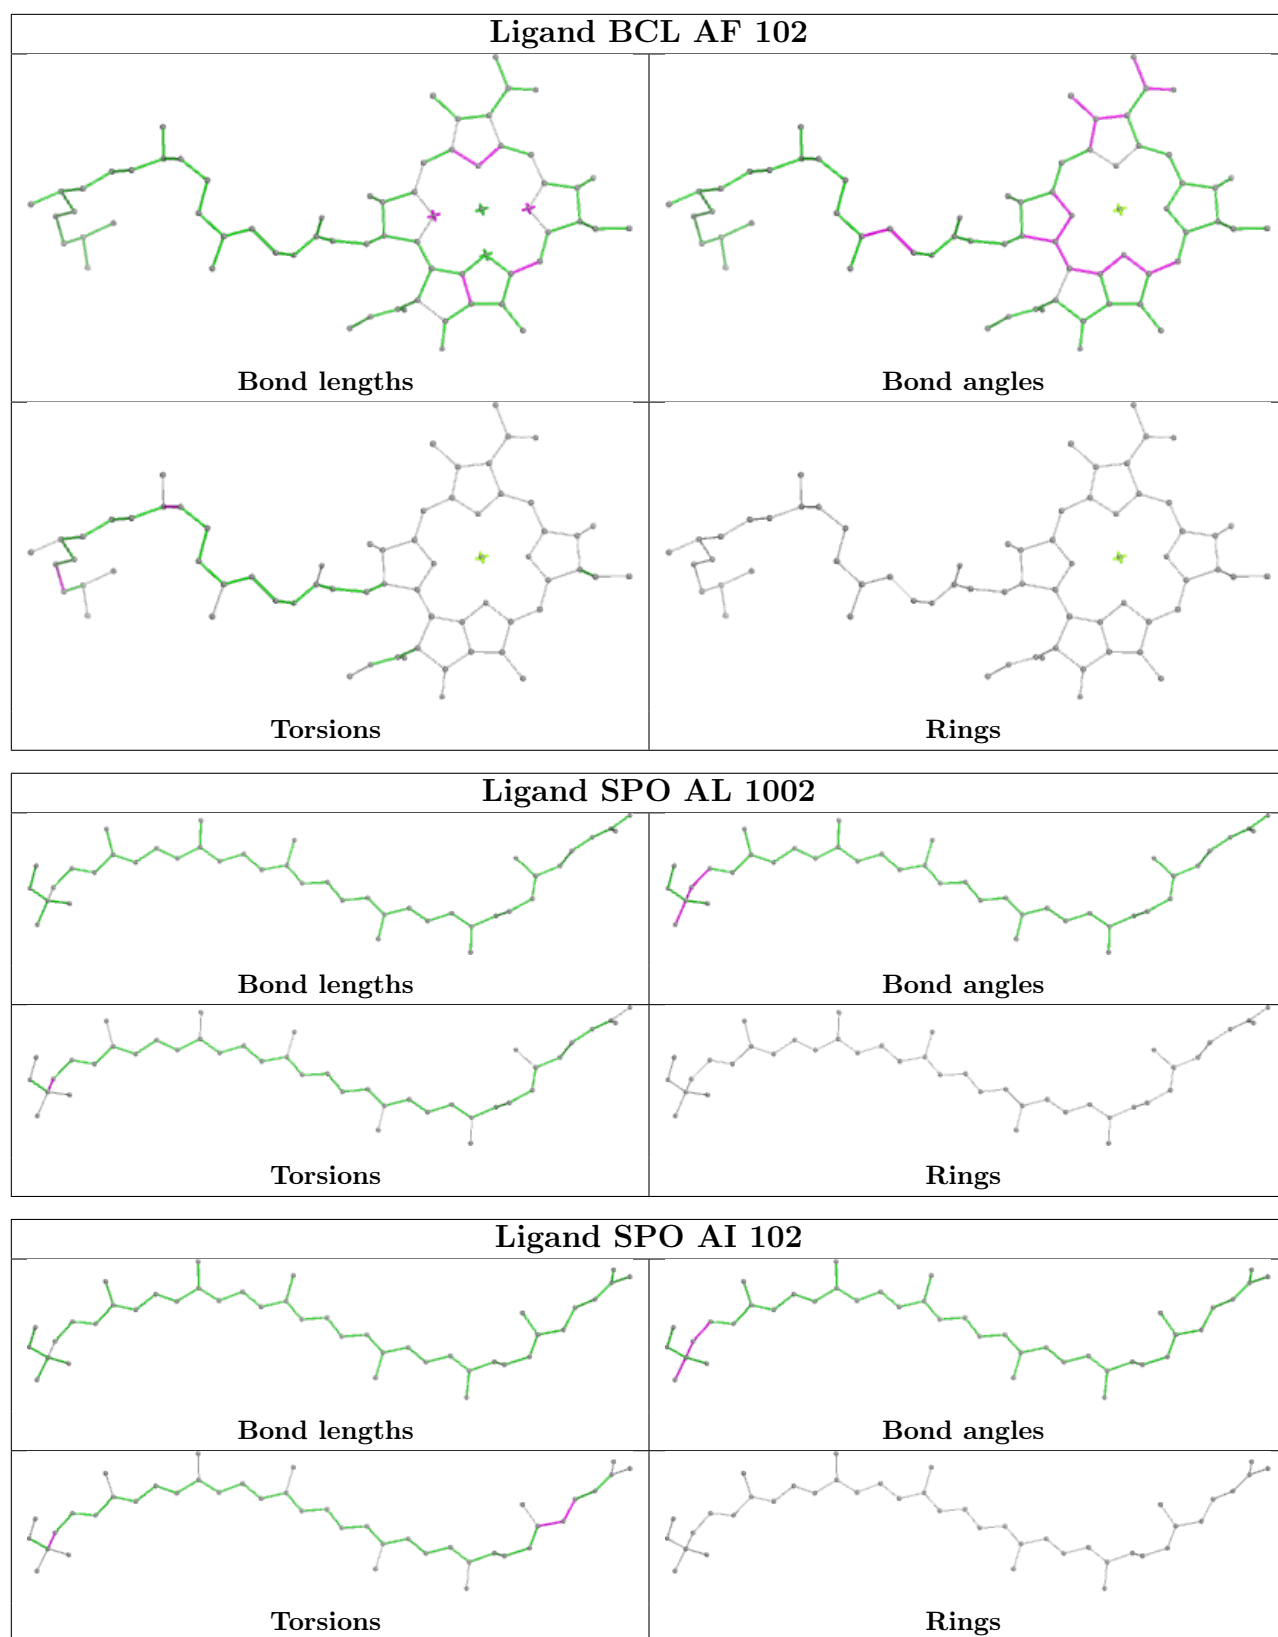 Ligand BCL AF 102
Bond lengths
Bond angles
Torsions
Rings
Ligand SPO AL 1002
Bond lengths
Bond angles
Torsions
Rings
Ligand SPO AI 102
Bond lengths
Bond angles
Torsions
Rings